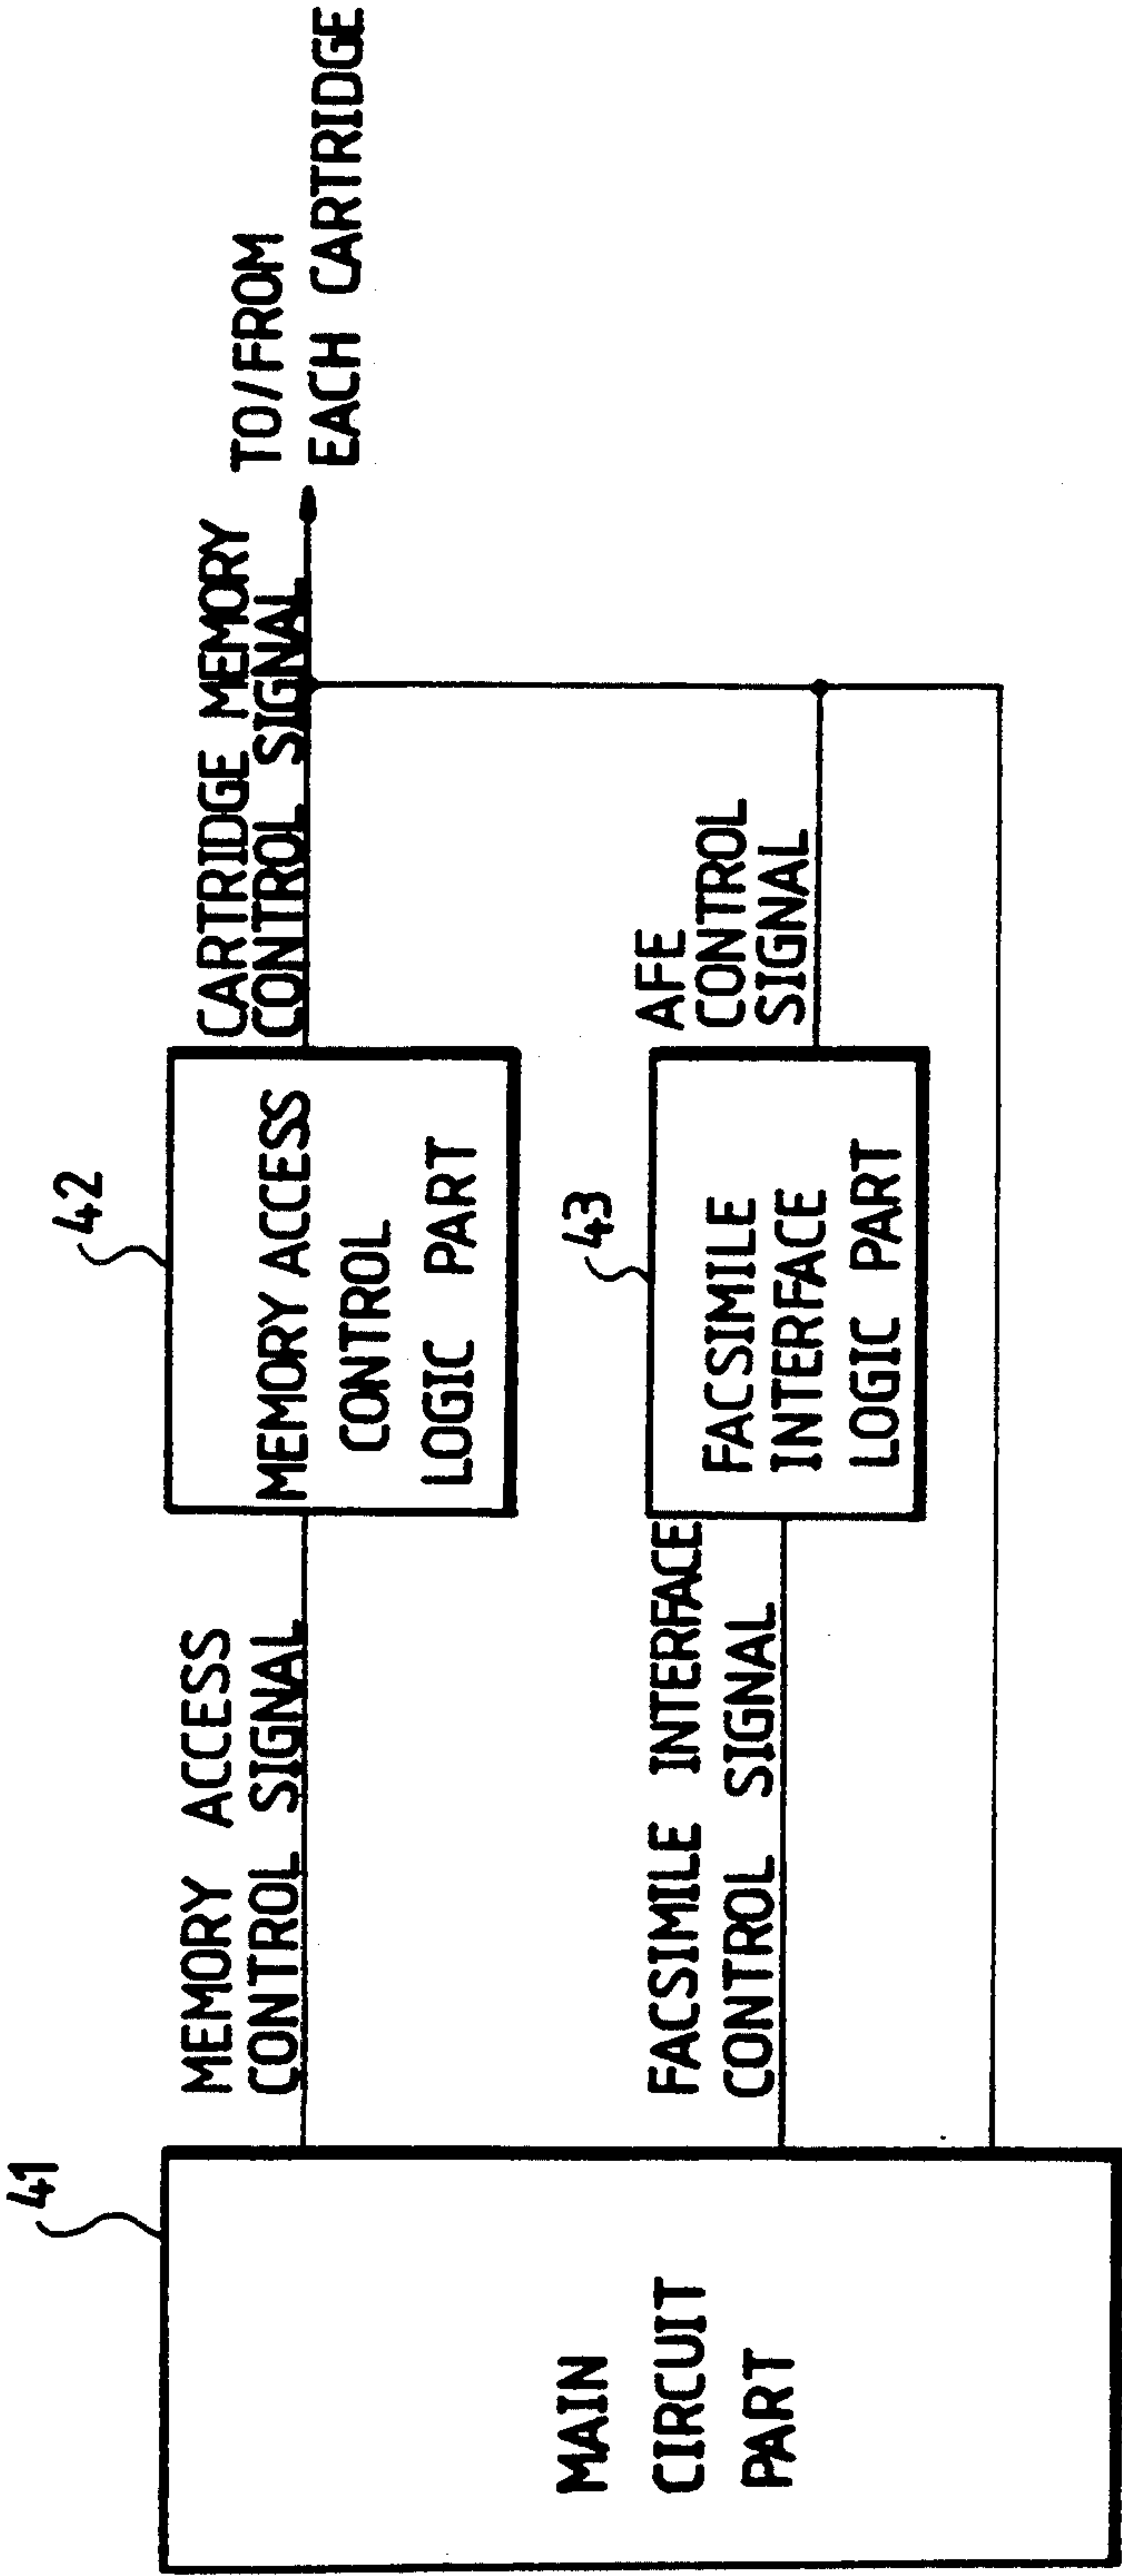 41
MAIN
CIRCUIT
PART
MEMORY ACCESS
CONTROL SIGNAL
42
MEMORY ACCESS
CONTROL
LOGIC PART
CARTRIDGE MEMORY
CONTROL SIGNAL
TO/FROM
EACH CARTRIDGE
FACSIMILE INTERFACE
CONTROL SIGNAL
43
FACSIMILE
INTERFACE
LOGIC PART
AFE
CONTROL
SIGNAL